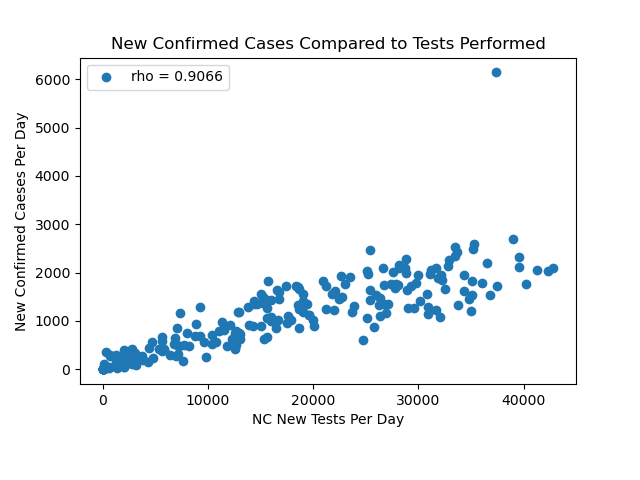 New Confirmed Cases Compared to Tests Performed
rho = 0.9066
6000
5000
4000
3000
2000
1000
0
New Confirmed Caeses Per Day
0 10000 20000 30000 40000
NC New Tests Per Day